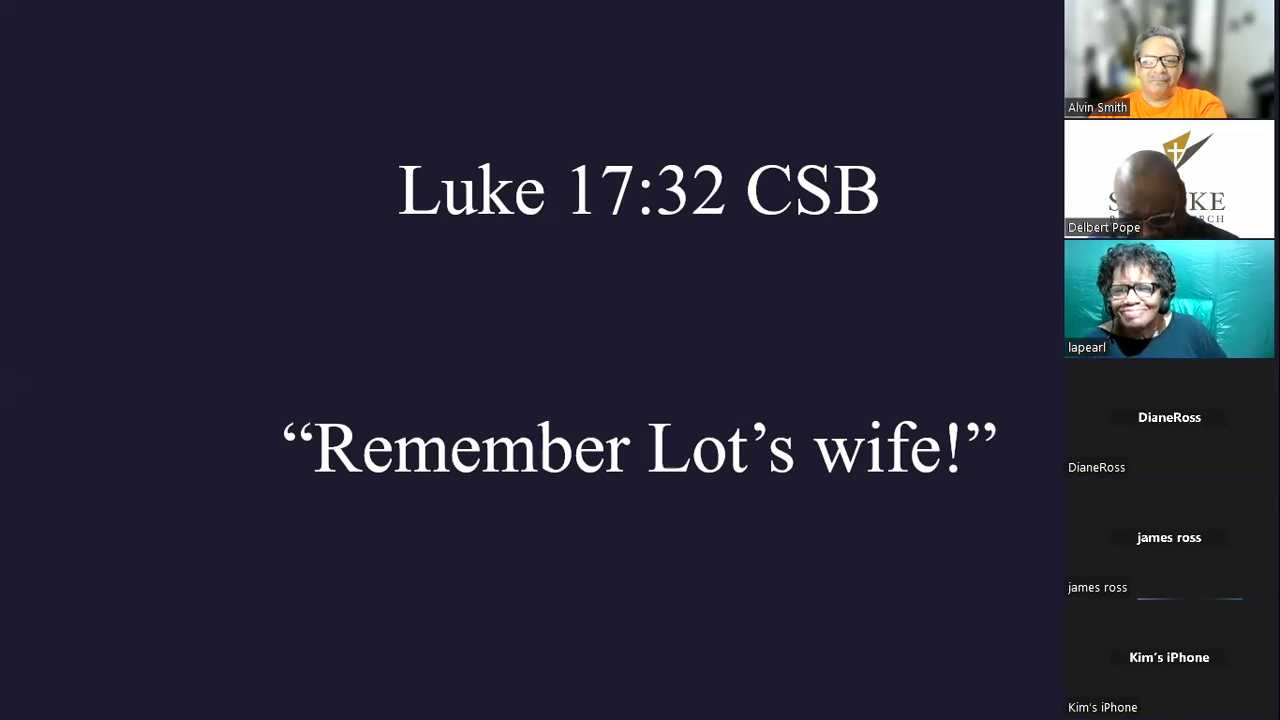 Luke 17:32 CSB
“Remember Lot’s wife!”
Alvin Smith
Delbert Pope
lapearl
DianeRoss
DianeRoss
james ross
james ross
Kim’s iPhone
Kim’s iPhone